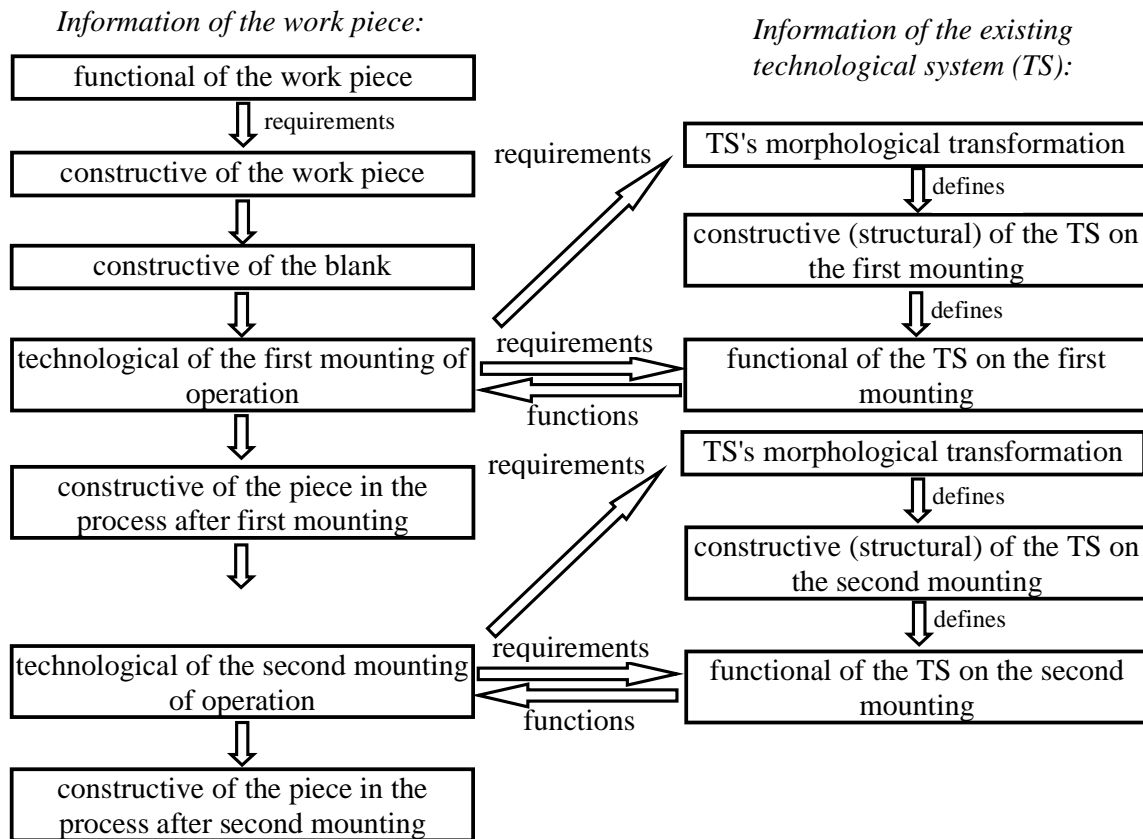 Information of the work piece:
functional of the work piece
requirements
constructive of the work piece
constructive of the blank
technological of the first mounting of
operation
constructive of the piece in the
process after first mounting
technological of the second mounting
of operation
constructive of the piece in the
process after second mounting
requirements
requirements
functions
requirements
requirements
functions
Information of the existing
technological system (TS):
TS's morphological transformation
defines
constructive (structural) of the TS on
the first mounting
defines
functional of the TS on the first
mounting
TS's morphological transformation
defines
constructive (structural) of the TS on
the second mounting
defines
functional of the TS on the second
mounting